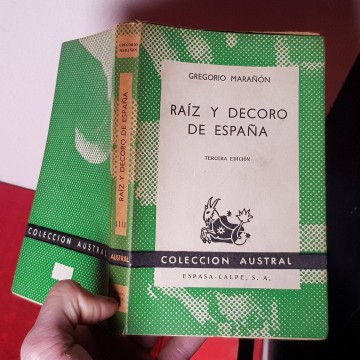 GREGORIO MARAÑÓN
RAÍZ Y DECORO
DE ESPAÑA
TERCERA EDICIÓN
COLECCION AUSTRAL
ESPASA-CALPE, S. A.
GREGORIO
MARAÑÓN
RAÍZ Y DECORO DE ESPAÑA
AUSTRAL
COLECCION AUSTRAL